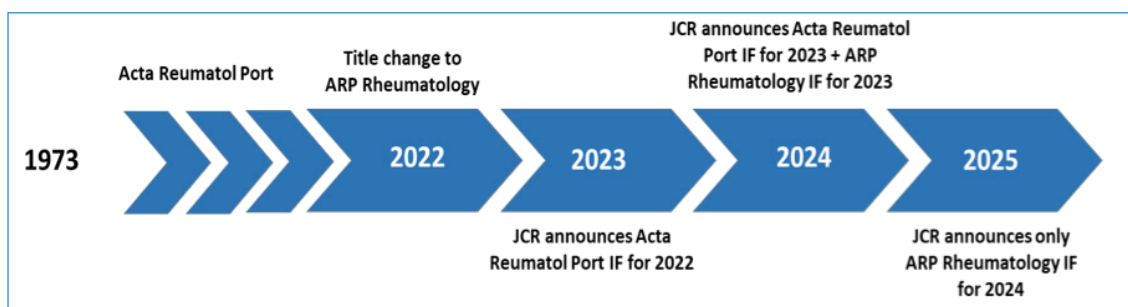 1973
Acta Reumatol Port
Title change to
ARP Rheumatology
2022
2023
JCR announces Acta
Reumatol Port IF for 2022
JCR announces Acta Reumatol
Port IF for 2023 + ARP
Rheumatology IF for 2023
2024
2025
JCR announces only
ARP Rheumatology IF
for 2024